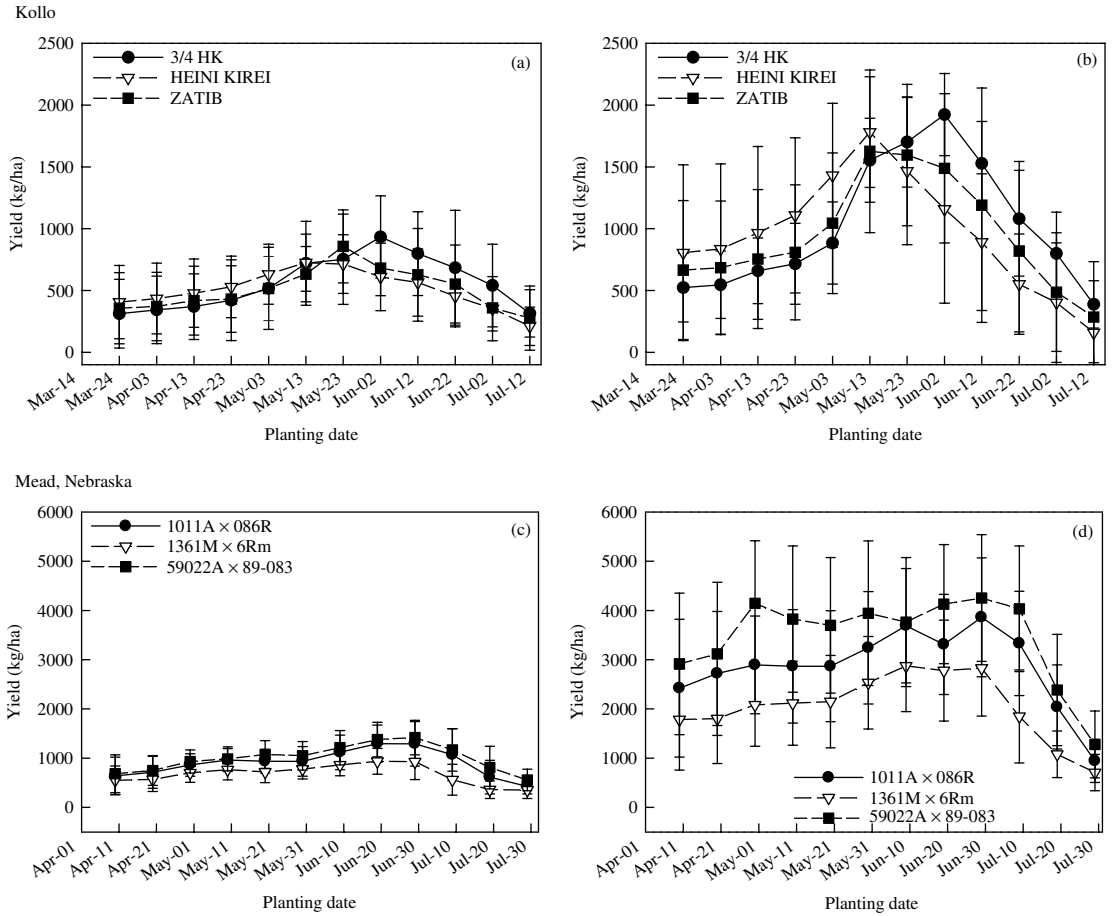 Kollo
2500
2000
1500
1000
500
0
Yield (kg/ha)
3/4 HK
HEINI KIREI
ZATIB
(a)
Mar-14
Mar-24
Apr-03
Apr-13
Apr-23
May-03
May-13
May-23
Jun-02
Jun-12
Jun-22
Jul-02
Jul-12
Planting date
2500
2000
1500
1000
500
0
Yield (kg/ha)
3/4 HK
HEINI KIREI
ZATIB
(b)
Mar-14
Mar-24
Apr-03
Apr-13
Apr-23
May-03
May-13
May-23
Jun-02
Jun-12
Jun-22
Jul-02
Jul-12
Planting date
Mead, Nebraska
6000
5000
4000
3000
2000
1000
0
Yield (kg/ha)
1011A × 086R
1361M × 6Rm
59022A × 89-083
(c)
Apr-01
Apr-11
Apr-21
May-01
May-11
May-21
May-31
Jun-10
Jun-20
Jun-30
Jul-10
Jul-20
Jul-30
Planting date
6000
5000
4000
3000
2000
1000
0
Yield (kg/ha)
(d)
1011A × 086R
1361M × 6Rm
59022A × 89-083
Apr-01
Apr-11
Apr-21
May-01
May-11
May-21
May-31
Jun-10
Jun-20
Jun-30
Jul-10
Jul-20
Jul-30
Planting date